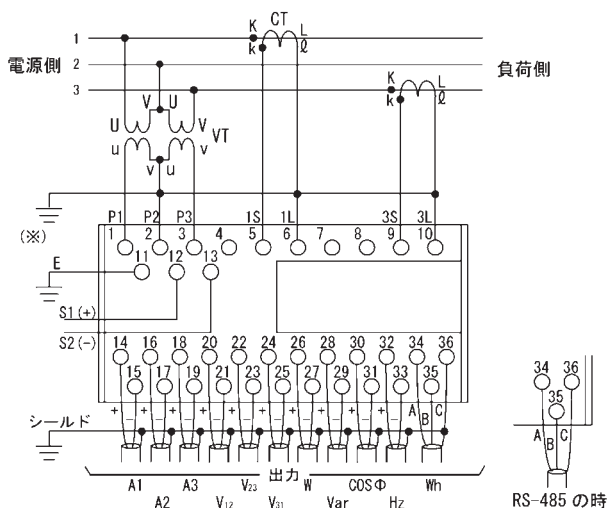 K CT L
1
k ℓ
電源側 2 負荷側
K L
3
k ℓ
V U
U V
VT
u v
v u
P1 P2 P3 1S 1L 3S 3L
(※) 1 2 3 4 5 6 7 8 9 10
E 11 12 13
S1(+)
S2(-)
14 16 18 20 22 24 26 28 30 32 34 36
15 17 19 21 23 25 27 29 31 33 35
+ - + - + - + - + - + - + - + - + - + - A B C
シールド
出力
A1 A3 V₂₃ W COSΦ Wh
A2 V₁₂ V₃₁ Var Hz
34 36
35
A B C
RS-485の時